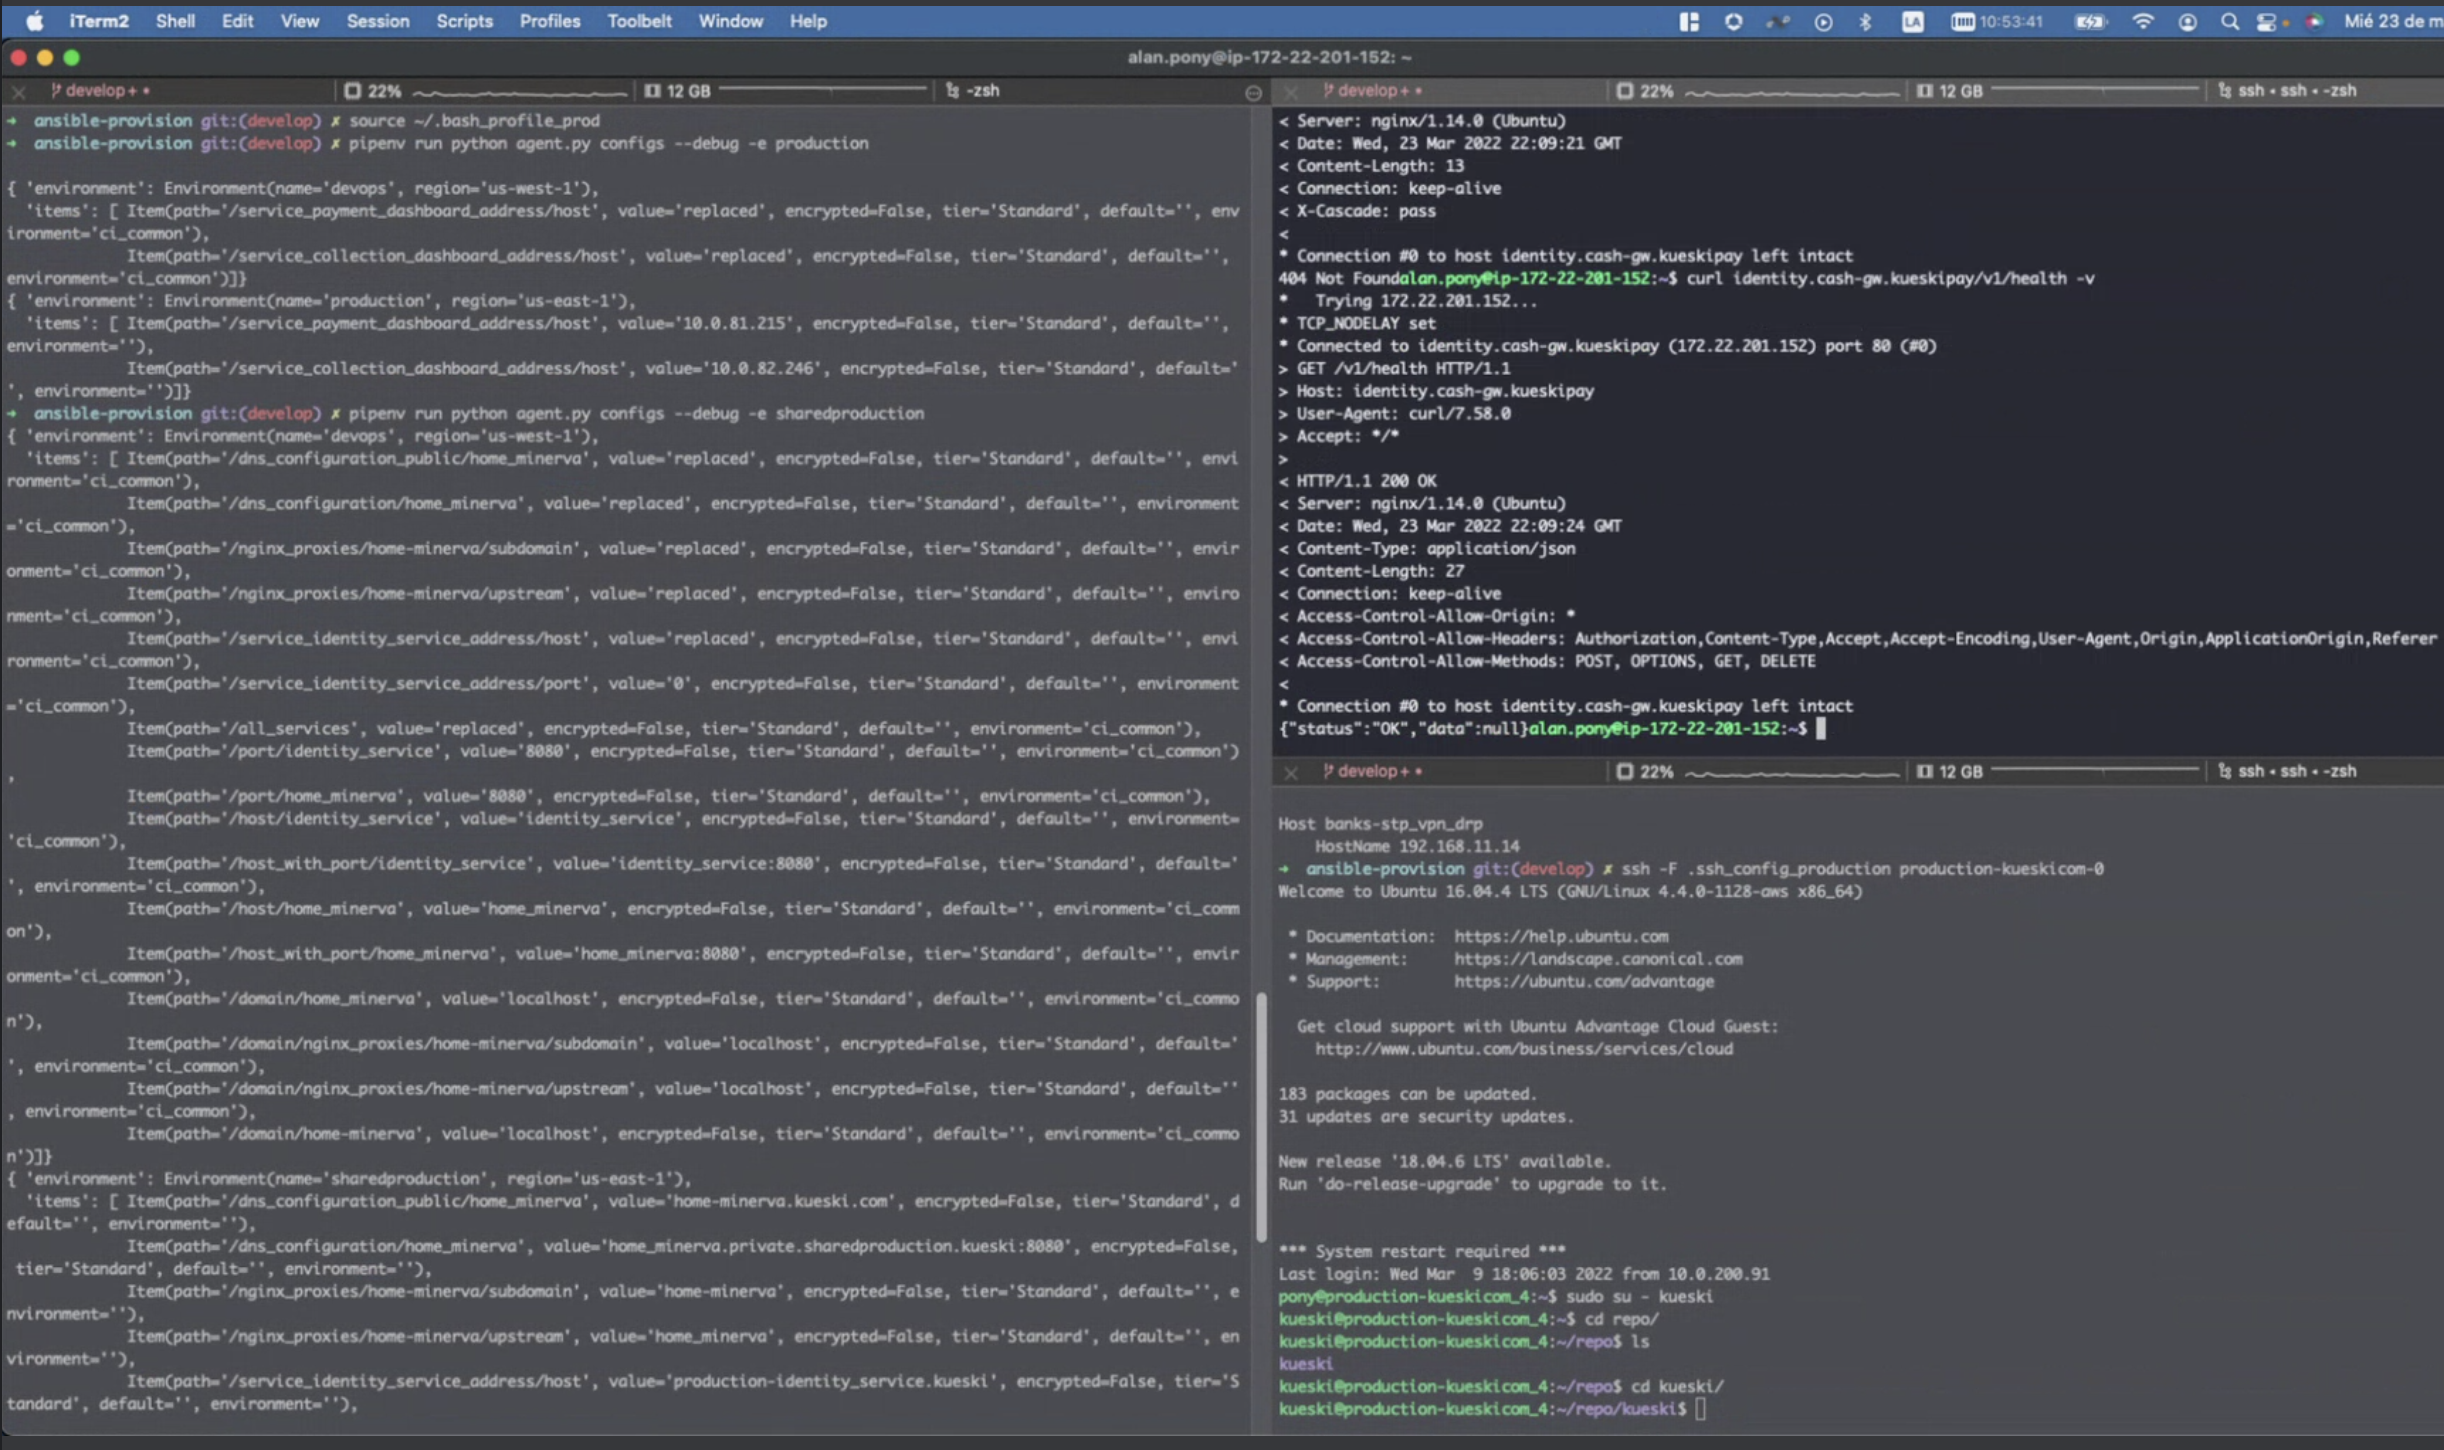 iTerm2 Shell Edit View Session Scripts Profiles Toolbelt Window Help LA 10:53:41 Mié 23 de m
alan.pony@ip-172-22-201-152: ~
develop+ • 22% 12 GB -zsh
➜ ansible-provision git:(develop) ✗ source ~/.bash_profile_prod
➜ ansible-provision git:(develop) ✗ pipenv run python agent.py configs --debug -e production
{ 'environment': Environment(name='devops', region='us-west-1'),
'items': [ Item(path='/service_payment_dashboard_address/host', value='replaced', encrypted=False, tier='Standard', default='', env
ironment='ci_common'),
Item(path='/service_collection_dashboard_address/host', value='replaced', encrypted=False, tier='Standard', default='',
environment='ci_common')]}
{ 'environment': Environment(name='production', region='us-east-1'),
'items': [ Item(path='/service_payment_dashboard_address/host', value='10.0.81.215', encrypted=False, tier='Standard', default='',
environment=''),
Item(path='/service_collection_dashboard_address/host', value='10.0.82.246', encrypted=False, tier='Standard', default='
', environment='')]}
➜ ansible-provision git:(develop) ✗ pipenv run python agent.py configs --debug -e sharedproduction
{ 'environment': Environment(name='devops', region='us-west-1'),
'items': [ Item(path='/dns_configuration_public/home_minerva', value='replaced', encrypted=False, tier='Standard', default='', envi
ronment='ci_common'),
Item(path='/dns_configuration/home_minerva', value='replaced', encrypted=False, tier='Standard', default='', environment
='ci_common'),
Item(path='/nginx_proxies/home-minerva/subdomain', value='replaced', encrypted=False, tier='Standard', default='', envir
onment='ci_common'),
Item(path='/nginx_proxies/home-minerva/upstream', value='replaced', encrypted=False, tier='Standard', default='', enviro
nment='ci_common'),
Item(path='/service_identity_service_address/host', value='replaced', encrypted=False, tier='Standard', default='', envi
ronment='ci_common'),
Item(path='/service_identity_service_address/port', value='0', encrypted=False, tier='Standard', default='', environment
='ci_common'),
Item(path='/all_services', value='replaced', encrypted=False, tier='Standard', default='', environment='ci_common'),
Item(path='/port/identity_service', value='8080', encrypted=False, tier='Standard', default='', environment='ci_common')
,
Item(path='/port/home_minerva', value='8080', encrypted=False, tier='Standard', default='', environment='ci_common'),
Item(path='/host/identity_service', value='identity_service', encrypted=False, tier='Standard', default='', environment=
'ci_common'),
Item(path='/host_with_port/identity_service', value='identity_service:8080', encrypted=False, tier='Standard', default='
', environment='ci_common'),
Item(path='/host/home_minerva', value='home_minerva', encrypted=False, tier='Standard', default='', environment='ci_comm
on'),
Item(path='/host_with_port/home_minerva', value='home_minerva:8080', encrypted=False, tier='Standard', default='', envir
onment='ci_common'),
Item(path='/domain/home_minerva', value='localhost', encrypted=False, tier='Standard', default='', environment='ci_commo
n'),
Item(path='/domain/nginx_proxies/home-minerva/subdomain', value='localhost', encrypted=False, tier='Standard', default='
', environment='ci_common'),
Item(path='/domain/nginx_proxies/home-minerva/upstream', value='localhost', encrypted=False, tier='Standard', default=''
, environment='ci_common'),
Item(path='/domain/home-minerva', value='localhost', encrypted=False, tier='Standard', default='', environment='ci_commo
n')]}
{ 'environment': Environment(name='sharedproduction', region='us-east-1'),
'items': [ Item(path='/dns_configuration_public/home_minerva', value='home-minerva.kueski.com', encrypted=False, tier='Standard', d
efault='', environment=''),
Item(path='/dns_configuration/home_minerva', value='home_minerva.private.sharedproduction.kueski:8080', encrypted=False,
tier='Standard', default='', environment=''),
Item(path='/nginx_proxies/home-minerva/subdomain', value='home-minerva', encrypted=False, tier='Standard', default='', e
nvironment=''),
Item(path='/nginx_proxies/home-minerva/upstream', value='home_minerva', encrypted=False, tier='Standard', default='', en
vironment=''),
Item(path='/service_identity_service_address/host', value='production-identity_service.kueski', encrypted=False, tier='S
tandard', default='', environment=''),
develop+ • 22% 12 GB ssh • ssh • -zsh
< Server: nginx/1.14.0 (Ubuntu)
< Date: Wed, 23 Mar 2022 22:09:21 GMT
< Content-Length: 13
< Connection: keep-alive
< X-Cascade: pass
<
* Connection #0 to host identity.cash-gw.kueskipay left intact
404 Not Foundalan.pony@ip-172-22-201-152:~$ curl identity.cash-gw.kueskipay/v1/health -v
* Trying 172.22.201.152...
* TCP_NODELAY set
* Connected to identity.cash-gw.kueskipay (172.22.201.152) port 80 (#0)
> GET /v1/health HTTP/1.1
> Host: identity.cash-gw.kueskipay
> User-Agent: curl/7.58.0
> Accept: */*
>
< HTTP/1.1 200 OK
< Server: nginx/1.14.0 (Ubuntu)
< Date: Wed, 23 Mar 2022 22:09:24 GMT
< Content-Type: application/json
< Content-Length: 27
< Connection: keep-alive
< Access-Control-Allow-Origin: *
< Access-Control-Allow-Headers: Authorization,Content-Type,Accept,Accept-Encoding,User-Agent,Origin,ApplicationOrigin,Referer
< Access-Control-Allow-Methods: POST, OPTIONS, GET, DELETE
<
* Connection #0 to host identity.cash-gw.kueskipay left intact
{"status":"OK","data":null}alan.pony@ip-172-22-201-152:~$
develop+ • 22% 12 GB ssh • ssh • -zsh
Host banks-stp_vpn_drp
HostName 192.168.11.14
➜ ansible-provision git:(develop) ✗ ssh -F .ssh_config_production production-kueskicom-0
Welcome to Ubuntu 16.04.4 LTS (GNU/Linux 4.4.0-1128-aws x86_64)
* Documentation: https://help.ubuntu.com
* Management: https://landscape.canonical.com
* Support: https://ubuntu.com/advantage
Get cloud support with Ubuntu Advantage Cloud Guest:
http://www.ubuntu.com/business/services/cloud
183 packages can be updated.
31 updates are security updates.
New release '18.04.6 LTS' available.
Run 'do-release-upgrade' to upgrade to it.
*** System restart required ***
Last login: Wed Mar 9 18:06:03 2022 from 10.0.200.91
pony@production-kueskicom_4:~$ sudo su - kueski
kueski@production-kueskicom_4:~$ cd repo/
kueski@production-kueskicom_4:~/repo$ ls
kueski
kueski@production-kueskicom_4:~/repo$ cd kueski/
kueski@production-kueskicom_4:~/repo/kueski$